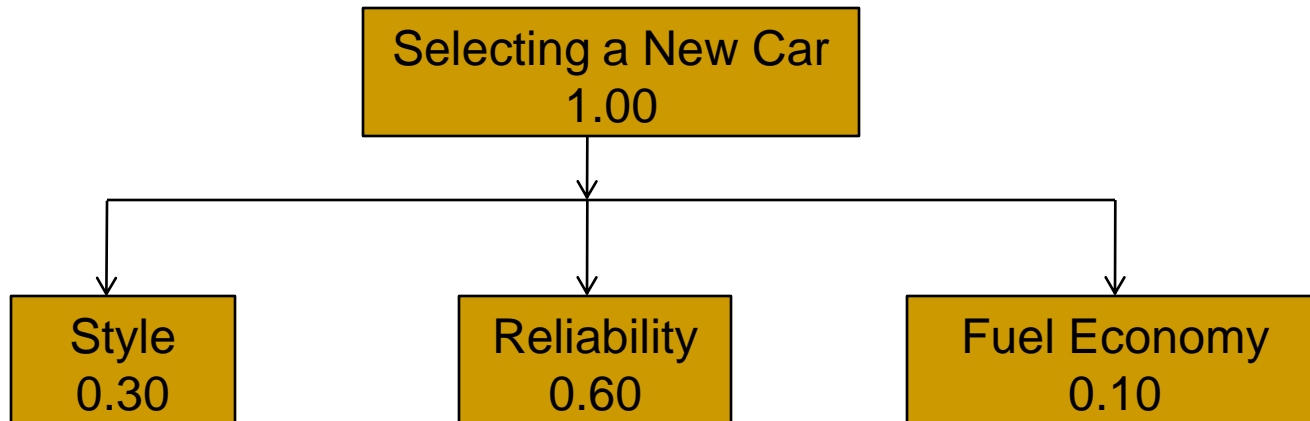 Selecting a New Car
1.00
Style
0.30
Reliability
0.60
Fuel Economy
0.10